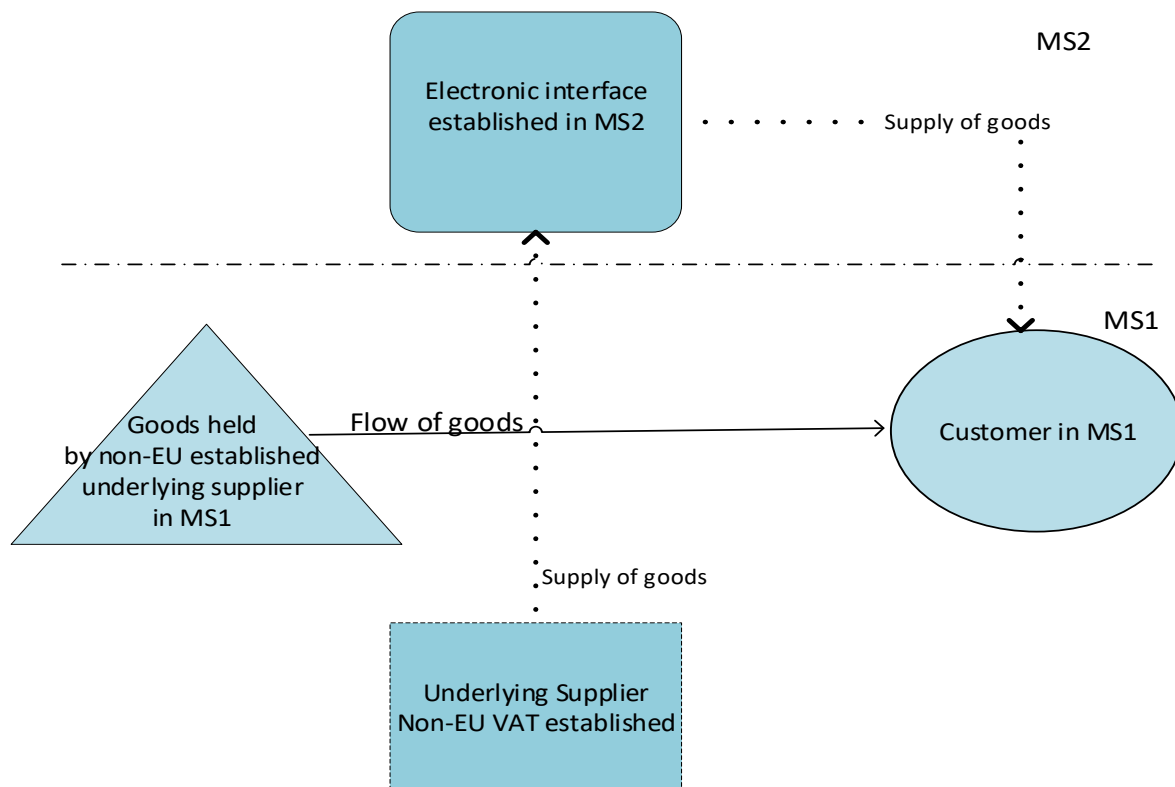 MS2
Electronic interface
established in MS2
Supply of goods
MS1
Goods held
by non-EU established
underlying supplier
in MS1
Flow of goods
Customer in MS1
Supply of goods
Underlying Supplier
Non-EU VAT established